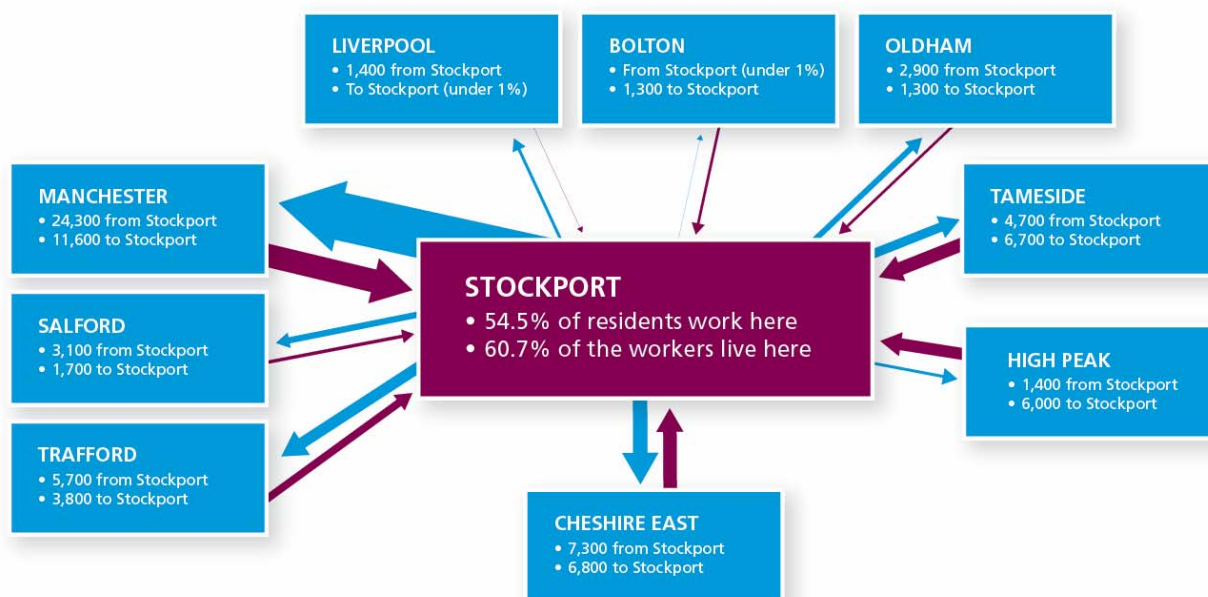 LIVERPOOL
• 1,400 from Stockport
• To Stockport (under 1%)
BOLTON
• From Stockport (under 1%)
• 1,300 to Stockport
OLDHAM
• 2,900 from Stockport
• 1,300 to Stockport
MANCHESTER
• 24,300 from Stockport
• 11,600 to Stockport
TAMESIDE
• 4,700 from Stockport
• 6,700 to Stockport
STOCKPORT
• 54.5% of residents work here
• 60.7% of the workers live here
SALFORD
• 3,100 from Stockport
• 1,700 to Stockport
HIGH PEAK
• 1,400 from Stockport
• 6,000 to Stockport
TRAFFORD
• 5,700 from Stockport
• 3,800 to Stockport
CHESHIRE EAST
• 7,300 from Stockport
• 6,800 to Stockport